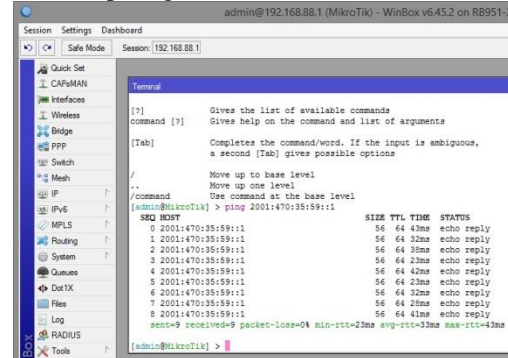 admin@192.168.88.1 (MikroTik) - WinBox v6.45.2 on RB951-
Session Settings Dashboard
Safe Mode Session: 192.168.88.1
Quick Set
CAPsMAN
Interfaces
Wireless
Bridge
PPP
Switch
Mesh
IP
IPv6
MPLS
Routing
System
Queues
Dot1X
Files
Log
RADIUS
Tools
Terminal
[?] Gives the list of available commands
command [?] Gives help on the command and list of arguments
[Tab] Completes the command/word. If the input is ambiguous,
a second [Tab] gives possible options
/ Move up to base level
.. Move up one level
/command Use command at the base level
[admin@MikroTik] > ping 2001:470:35:59::1
SEQ HOST SIZE TTL TIME STATUS
0 2001:470:35:59::1 56 64 43ms echo reply
1 2001:470:35:59::1 56 64 32ms echo reply
2 2001:470:35:59::1 56 64 38ms echo reply
3 2001:470:35:59::1 56 64 23ms echo reply
4 2001:470:35:59::1 56 64 42ms echo reply
5 2001:470:35:59::1 56 64 23ms echo reply
6 2001:470:35:59::1 56 64 32ms echo reply
7 2001:470:35:59::1 56 64 28ms echo reply
8 2001:470:35:59::1 56 64 41ms echo reply
sent=9 received=9 packet-loss=0% min-rtt=23ms avg-rtt=33ms max-rtt=43ms
[admin@MikroTik] >